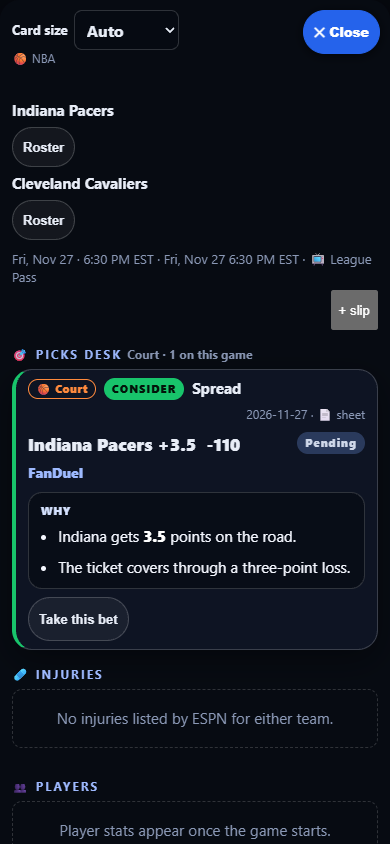 Card size Auto ✕ Close
🏀 NBA
Indiana Pacers
Roster
Cleveland Cavaliers
Roster
Fri, Nov 27 · 6:30 PM EST · Fri, Nov 27 6:30 PM EST · 📺 League
Pass
+ slip
🎯 PICKS DESK Court · 1 on this game
🏀 Court CONSIDER Spread
2026-11-27 · 📄 sheet
Indiana Pacers +3.5 -110 Pending
FanDuel
WHY
• Indiana gets 3.5 points on the road.
• The ticket covers through a three-point loss.
Take this bet
🩹 INJURIES
No injuries listed by ESPN for either team.
👥 PLAYERS
Player stats appear once the game starts.